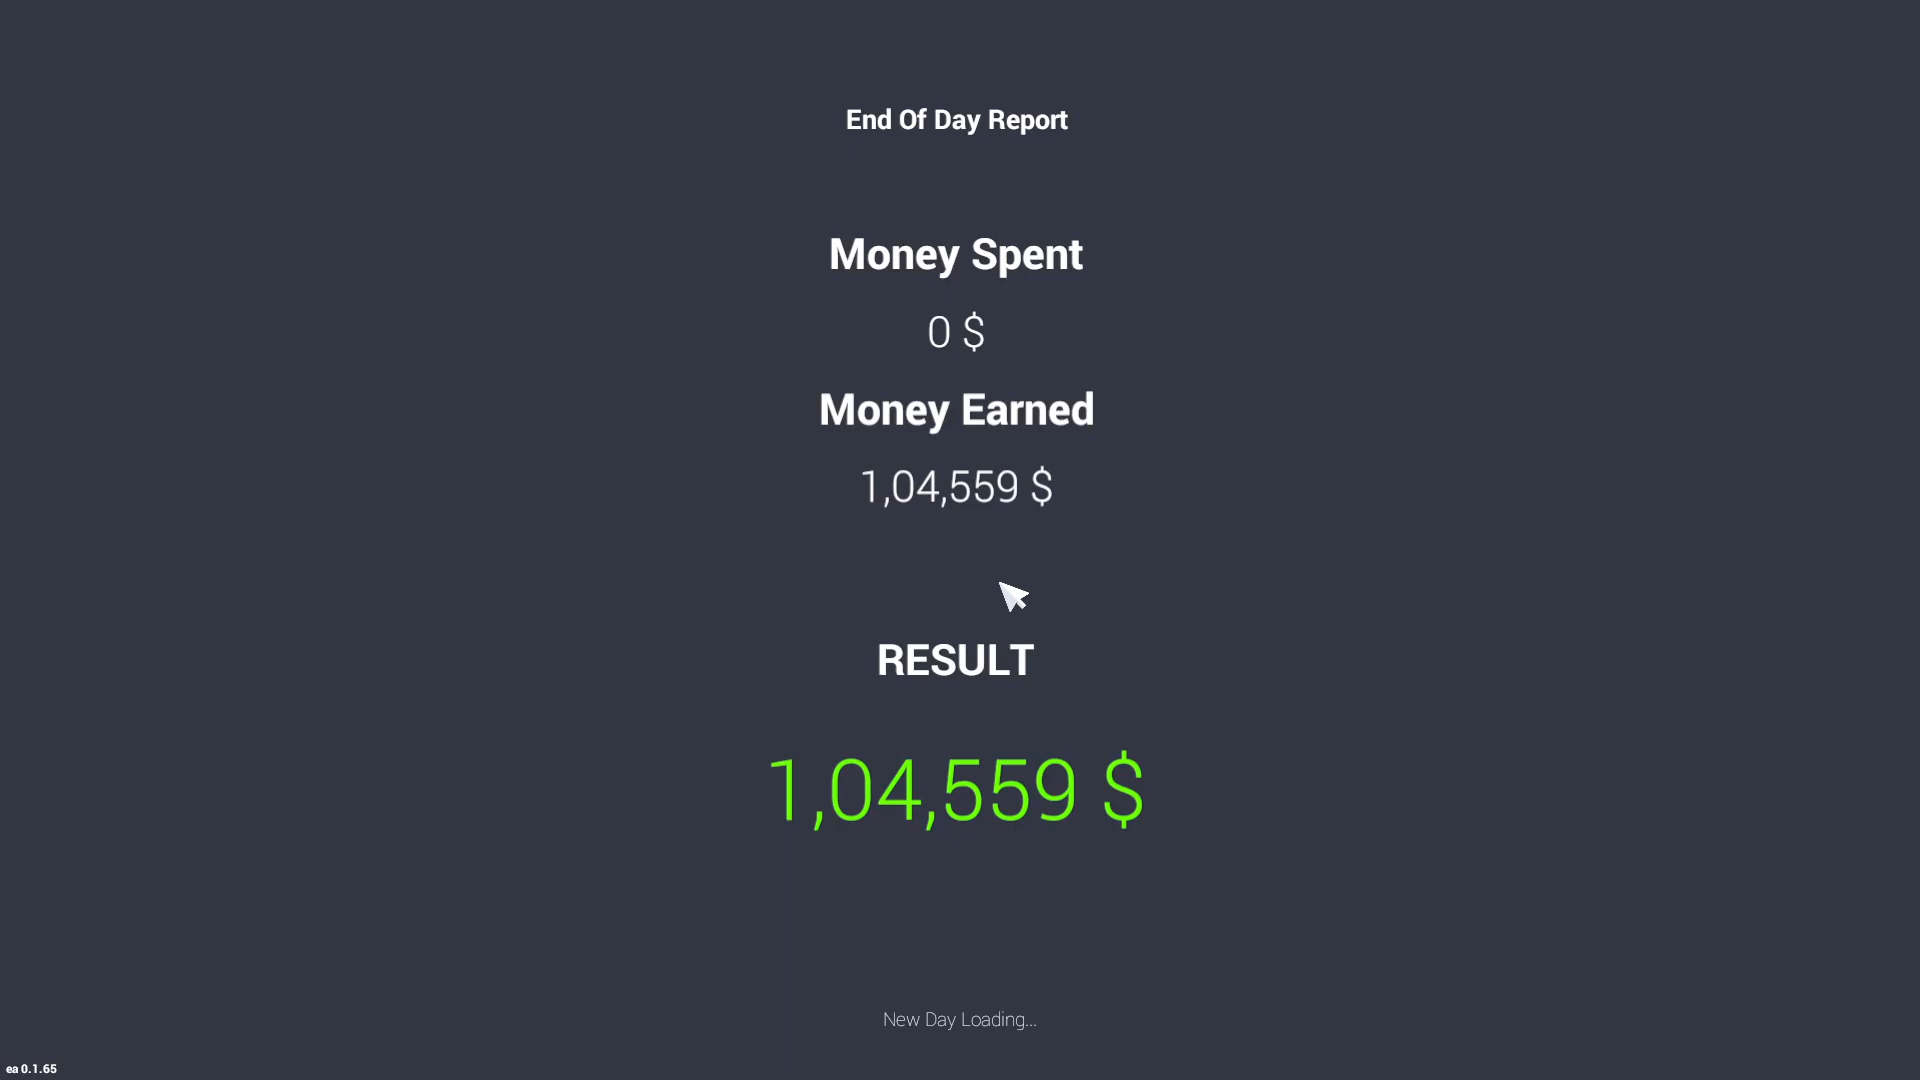 End Of Day Report
Money Spent
0 $
Money Earned
1,04,559 $
RESULT
1,04,559 $
New Day Loading...
ea 0.1.65